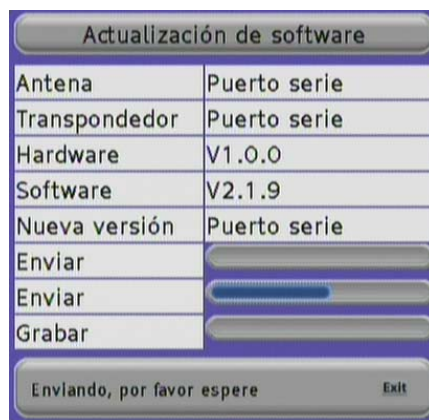 Actualización de software
Antena Puerto serie
Transpondedor Puerto serie
Hardware V1.0.0
Software V2.1.9
Nueva versión Puerto serie
Enviar
Enviar
Grabar
Enviando, por favor espere Exit